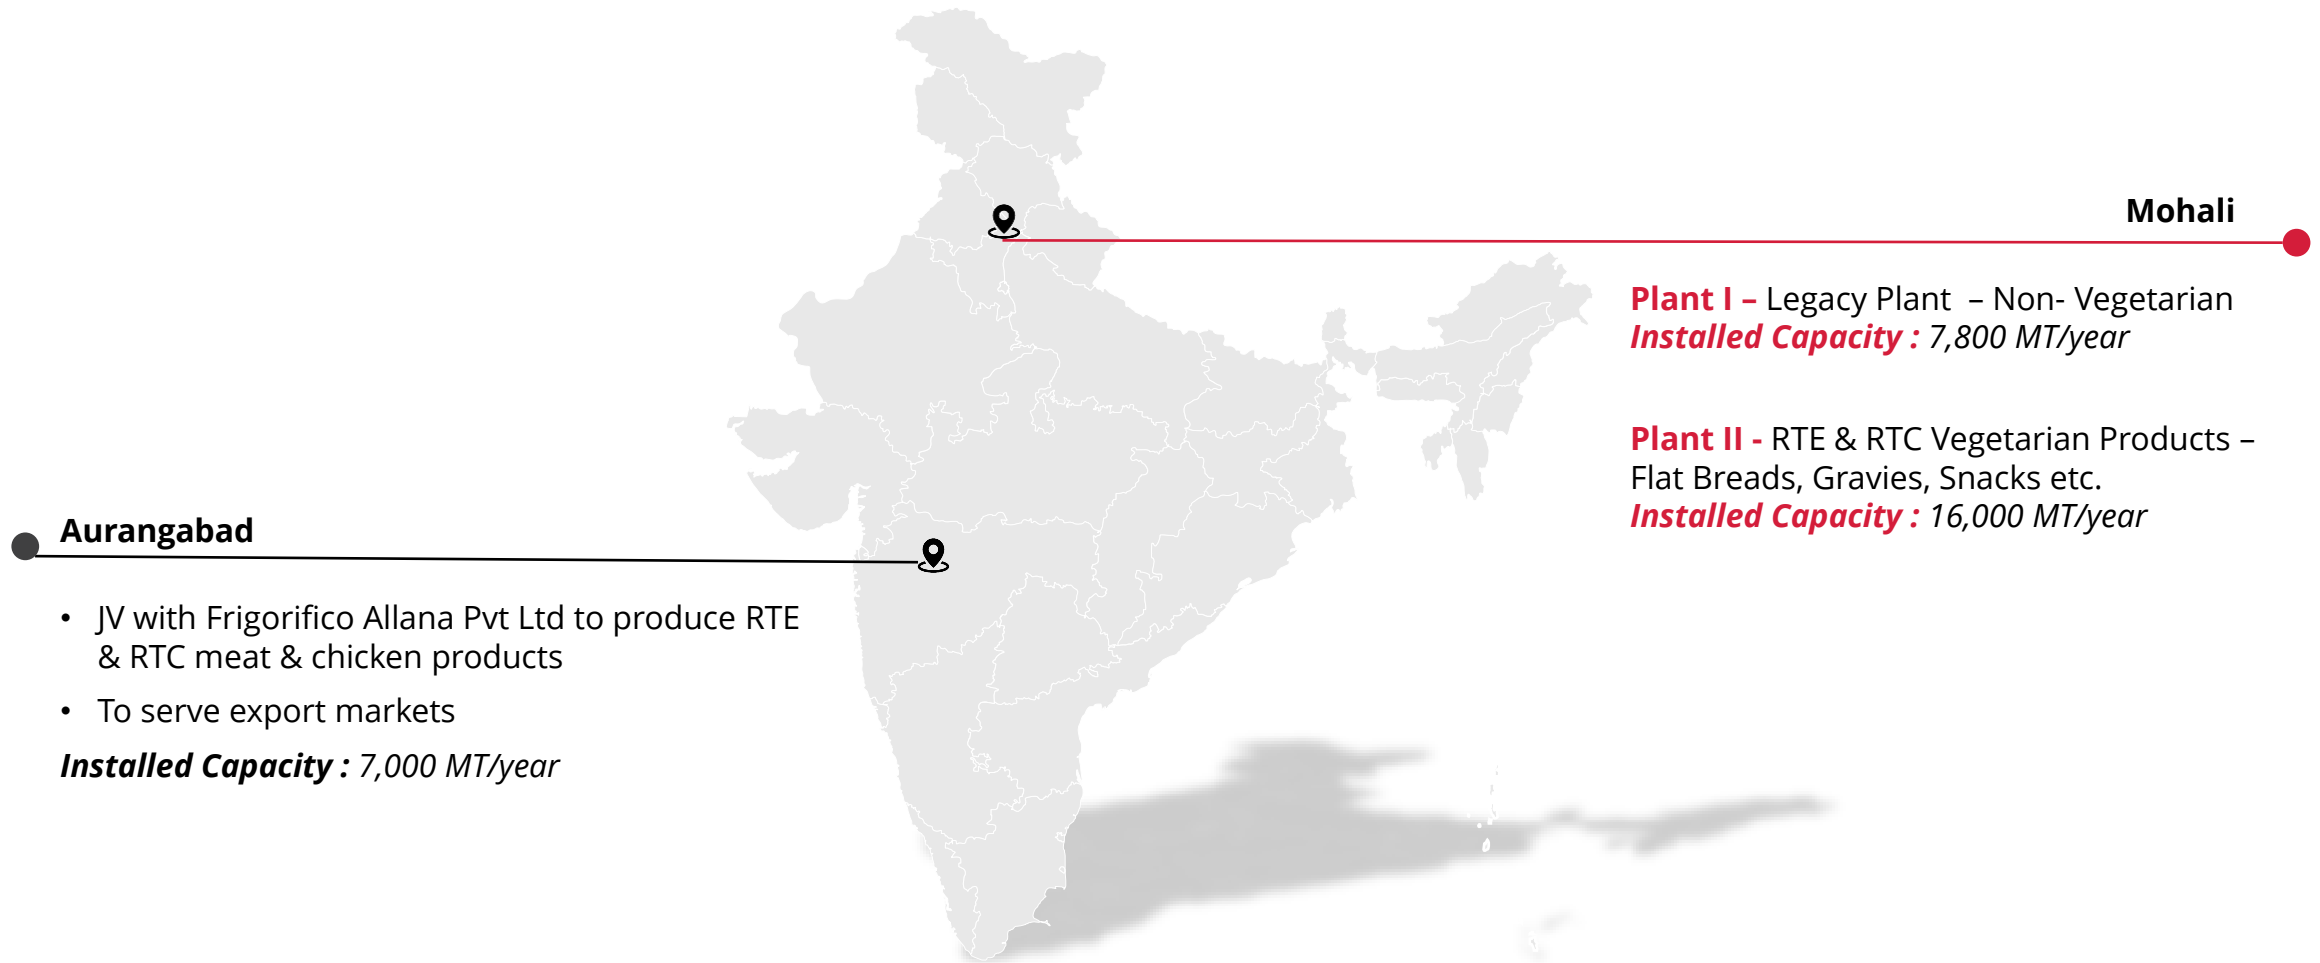 Mohali
Plant I – Legacy Plant – Non- Vegetarian
Installed Capacity : 7,800 MT/year
Plant II - RTE & RTC Vegetarian Products –
Flat Breads, Gravies, Snacks etc.
Installed Capacity : 16,000 MT/year
Aurangabad
• JV with Frigorifico Allana Pvt Ltd to produce RTE
& RTC meat & chicken products
• To serve export markets
Installed Capacity : 7,000 MT/year